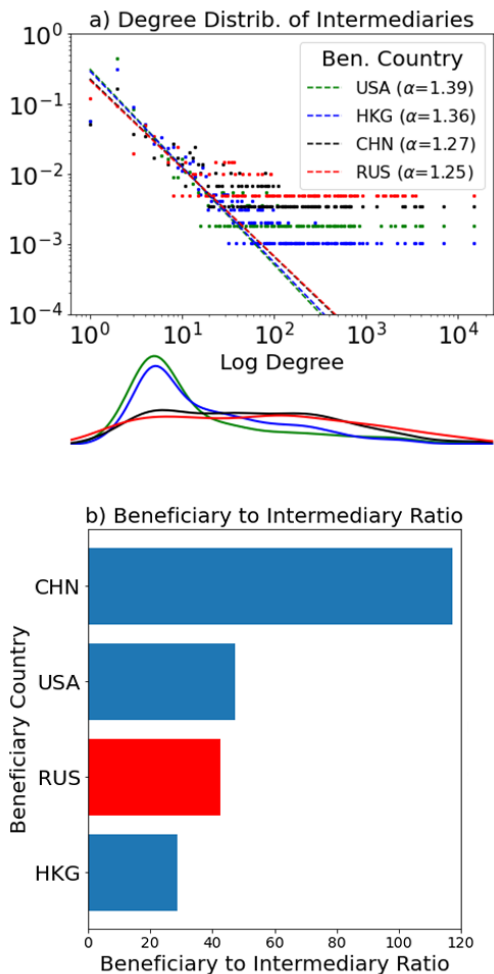 a) Degree Distrib. of Intermediaries
10^0
10^-1
10^-2
10^-3
10^-4
Ben. Country
USA (α=1.39)
HKG (α=1.36)
CHN (α=1.27)
RUS (α=1.25)
10^0 10^1 10^2 10^3 10^4
Log Degree
b) Beneficiary to Intermediary Ratio
Beneficiary Country
CHN
USA
RUS
HKG
0 20 40 60 80 100 120
Beneficiary to Intermediary Ratio